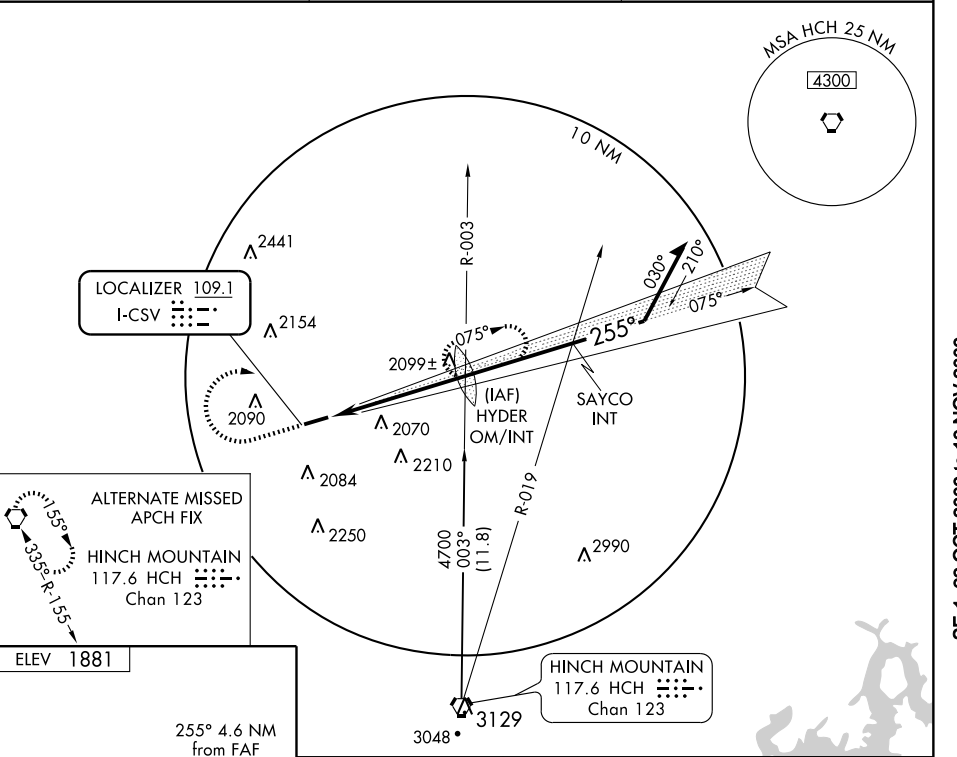 MSA HCH 25 NM
4300
10 NM
R-003
2441
LOCALIZER 109.1
I-CSV
2154
030°
210°
075°
255°
075°
2099±
(IAF)
HYDER
OM/INT
SAYCO
INT
2090
2070
2210
2084
2250
R-019
4700
003°
(11.8)
2990
ALTERNATE MISSED
APCH FIX
155°
335°-R-155
HINCH MOUNTAIN
117.6 HCH
Chan 123
ELEV 1881
HINCH MOUNTAIN
117.6 HCH
Chan 123
3129
3048
255° 4.6 NM
from FAF